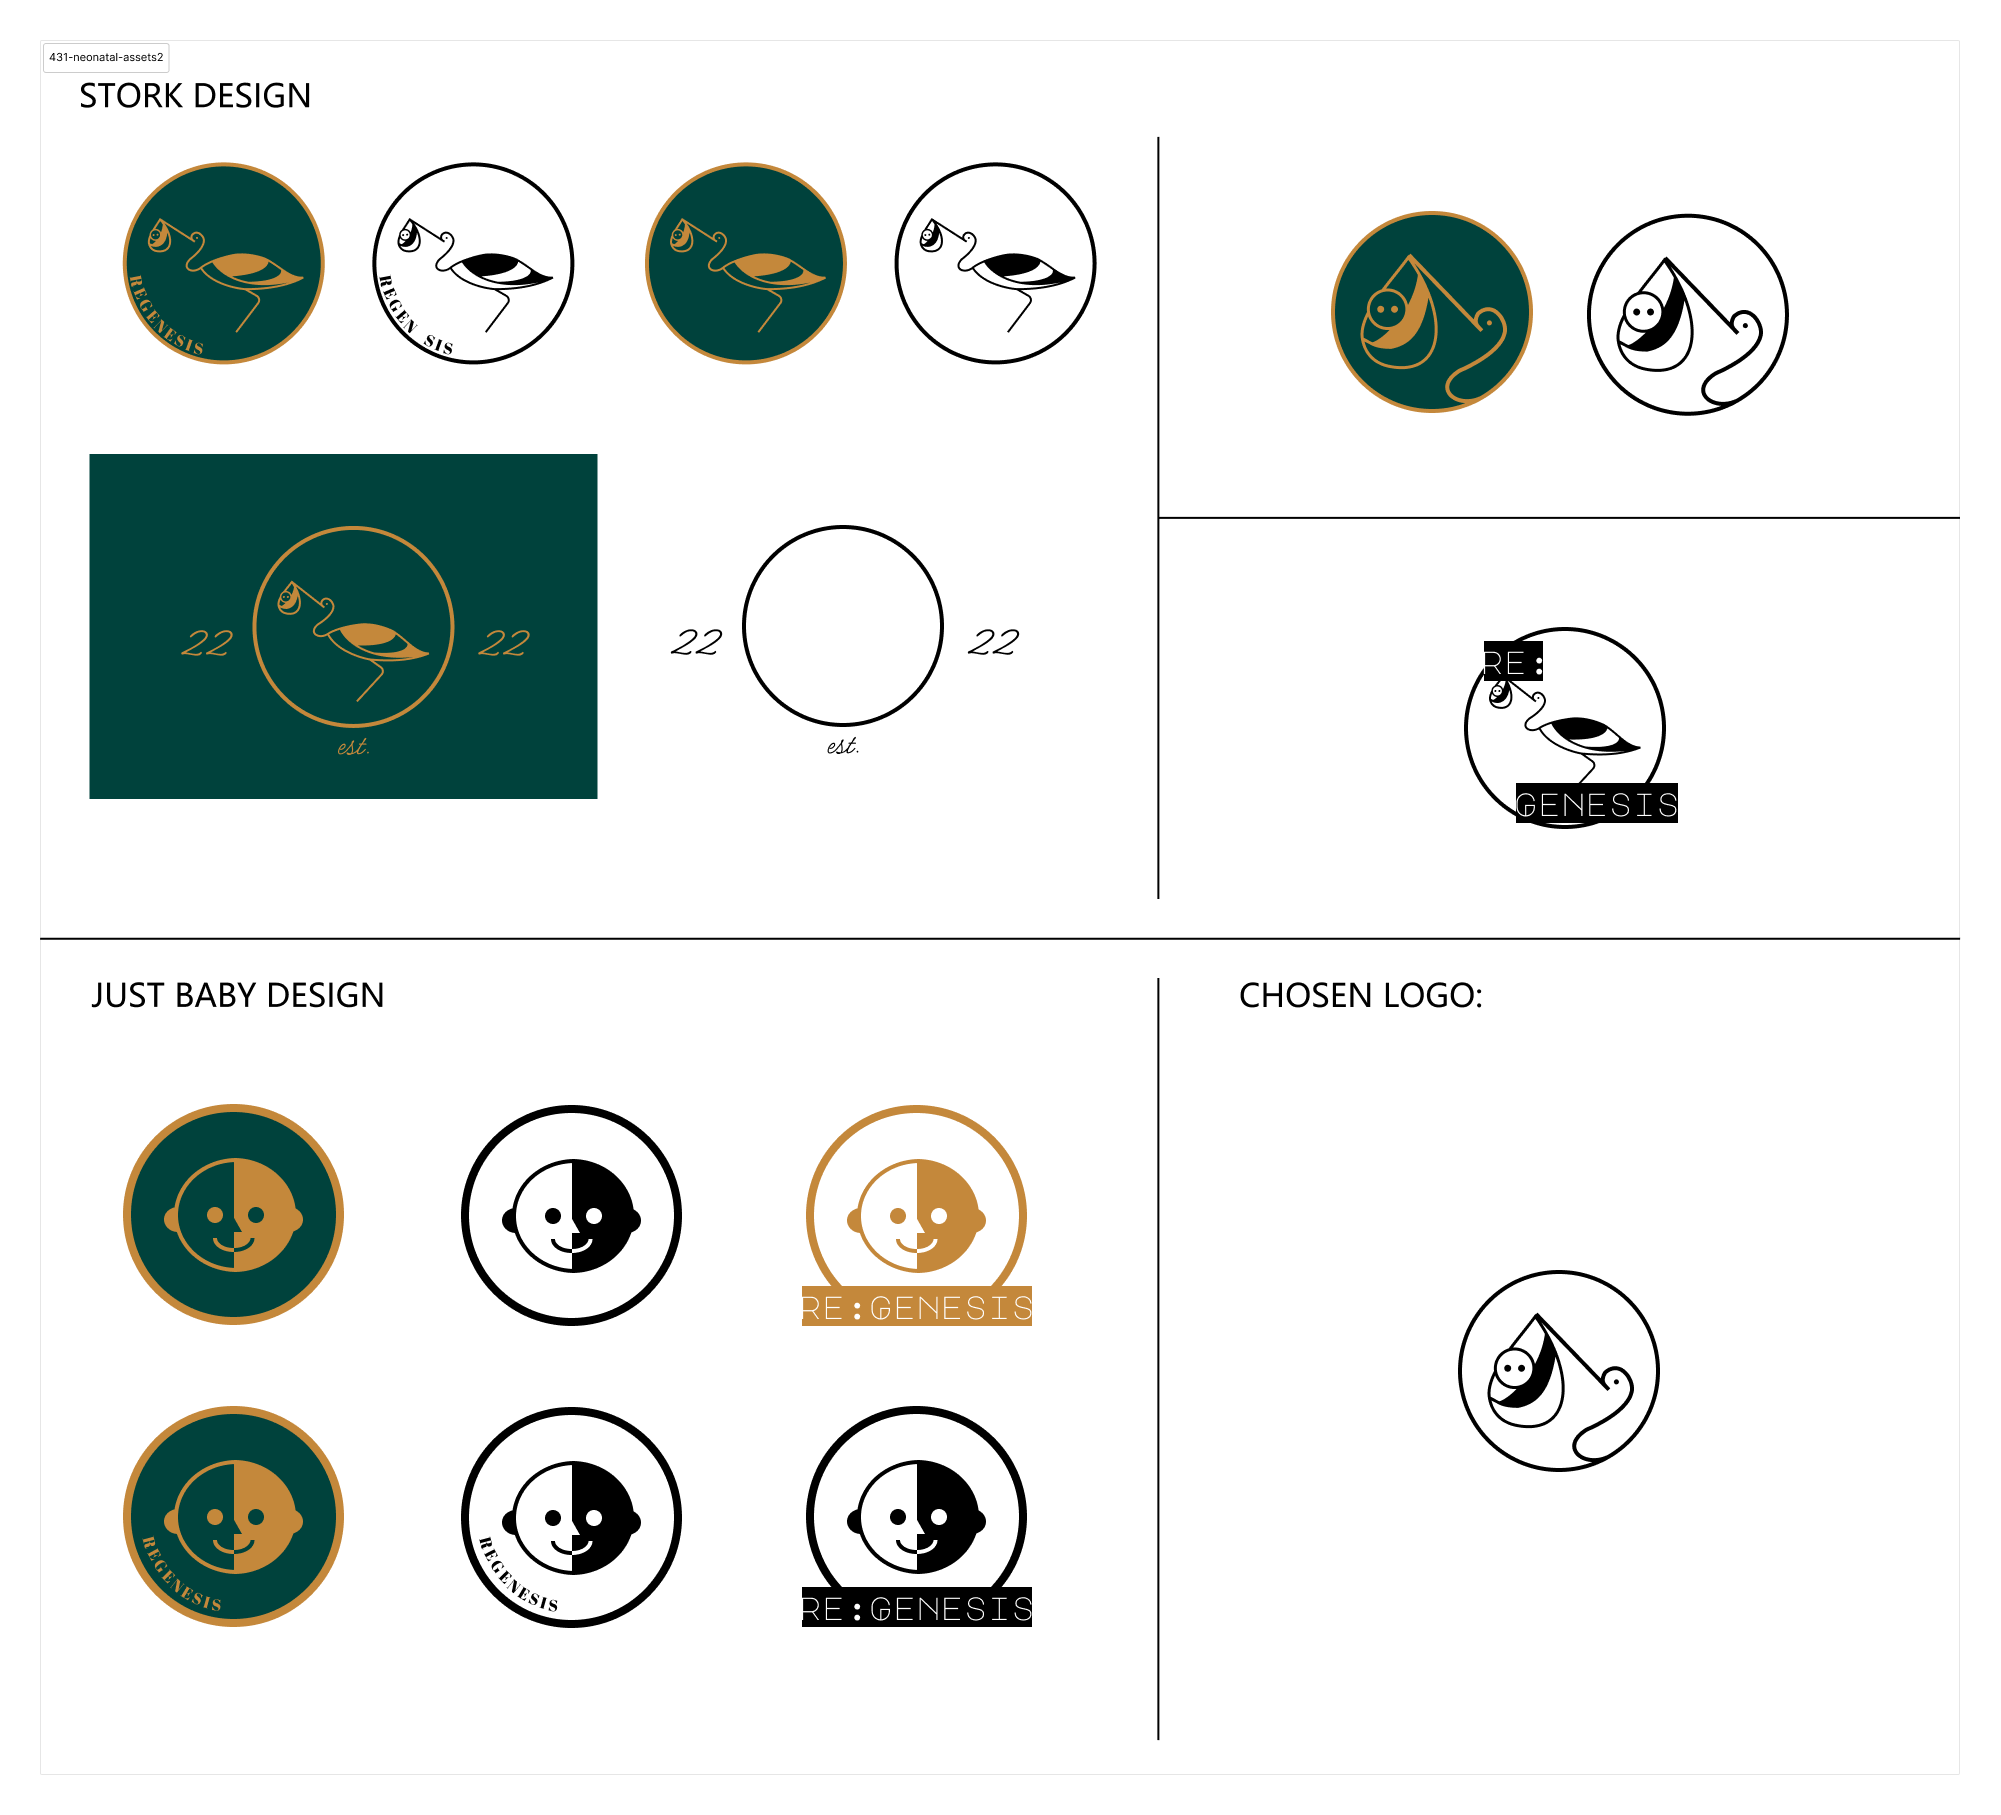 431-neonatal-assets2
STORK DESIGN
REGENESIS
REGEN SIS
22
22
est.
22
22
est.
RE:
GENESIS
JUST BABY DESIGN
RE:GENESIS
REGENESIS
REGENESIS
RE:GENESIS
CHOSEN LOGO: